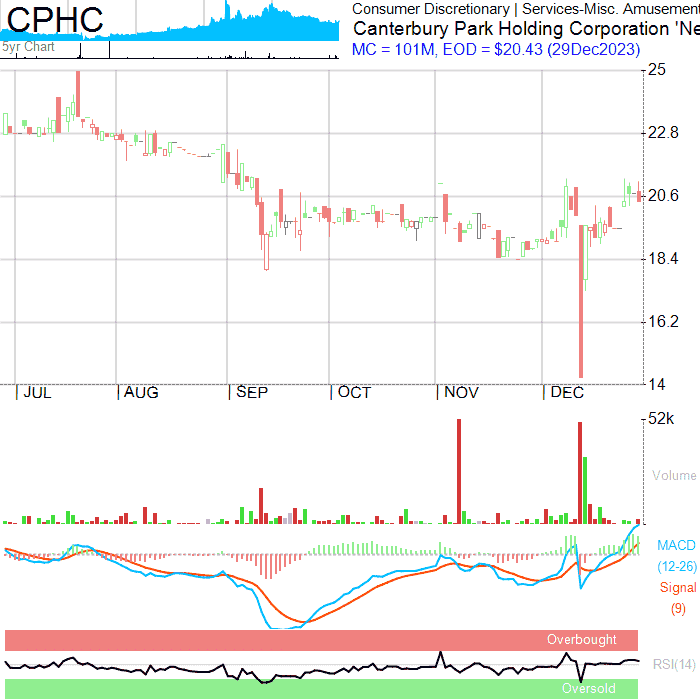 CPHC
Consumer Discretionary | Services-Misc. Amusement
Canterbury Park Holding Corporation 'Ne
MC = 101M, EOD = $20.43 (29Dec2023)
5yr Chart
25
22.8
20.6
18.4
16.2
14
JUL AUG SEP OCT NOV DEC
52k
Volume
MACD
(12-26)
Signal
(9)
Overbought
RSI(14)
Oversold